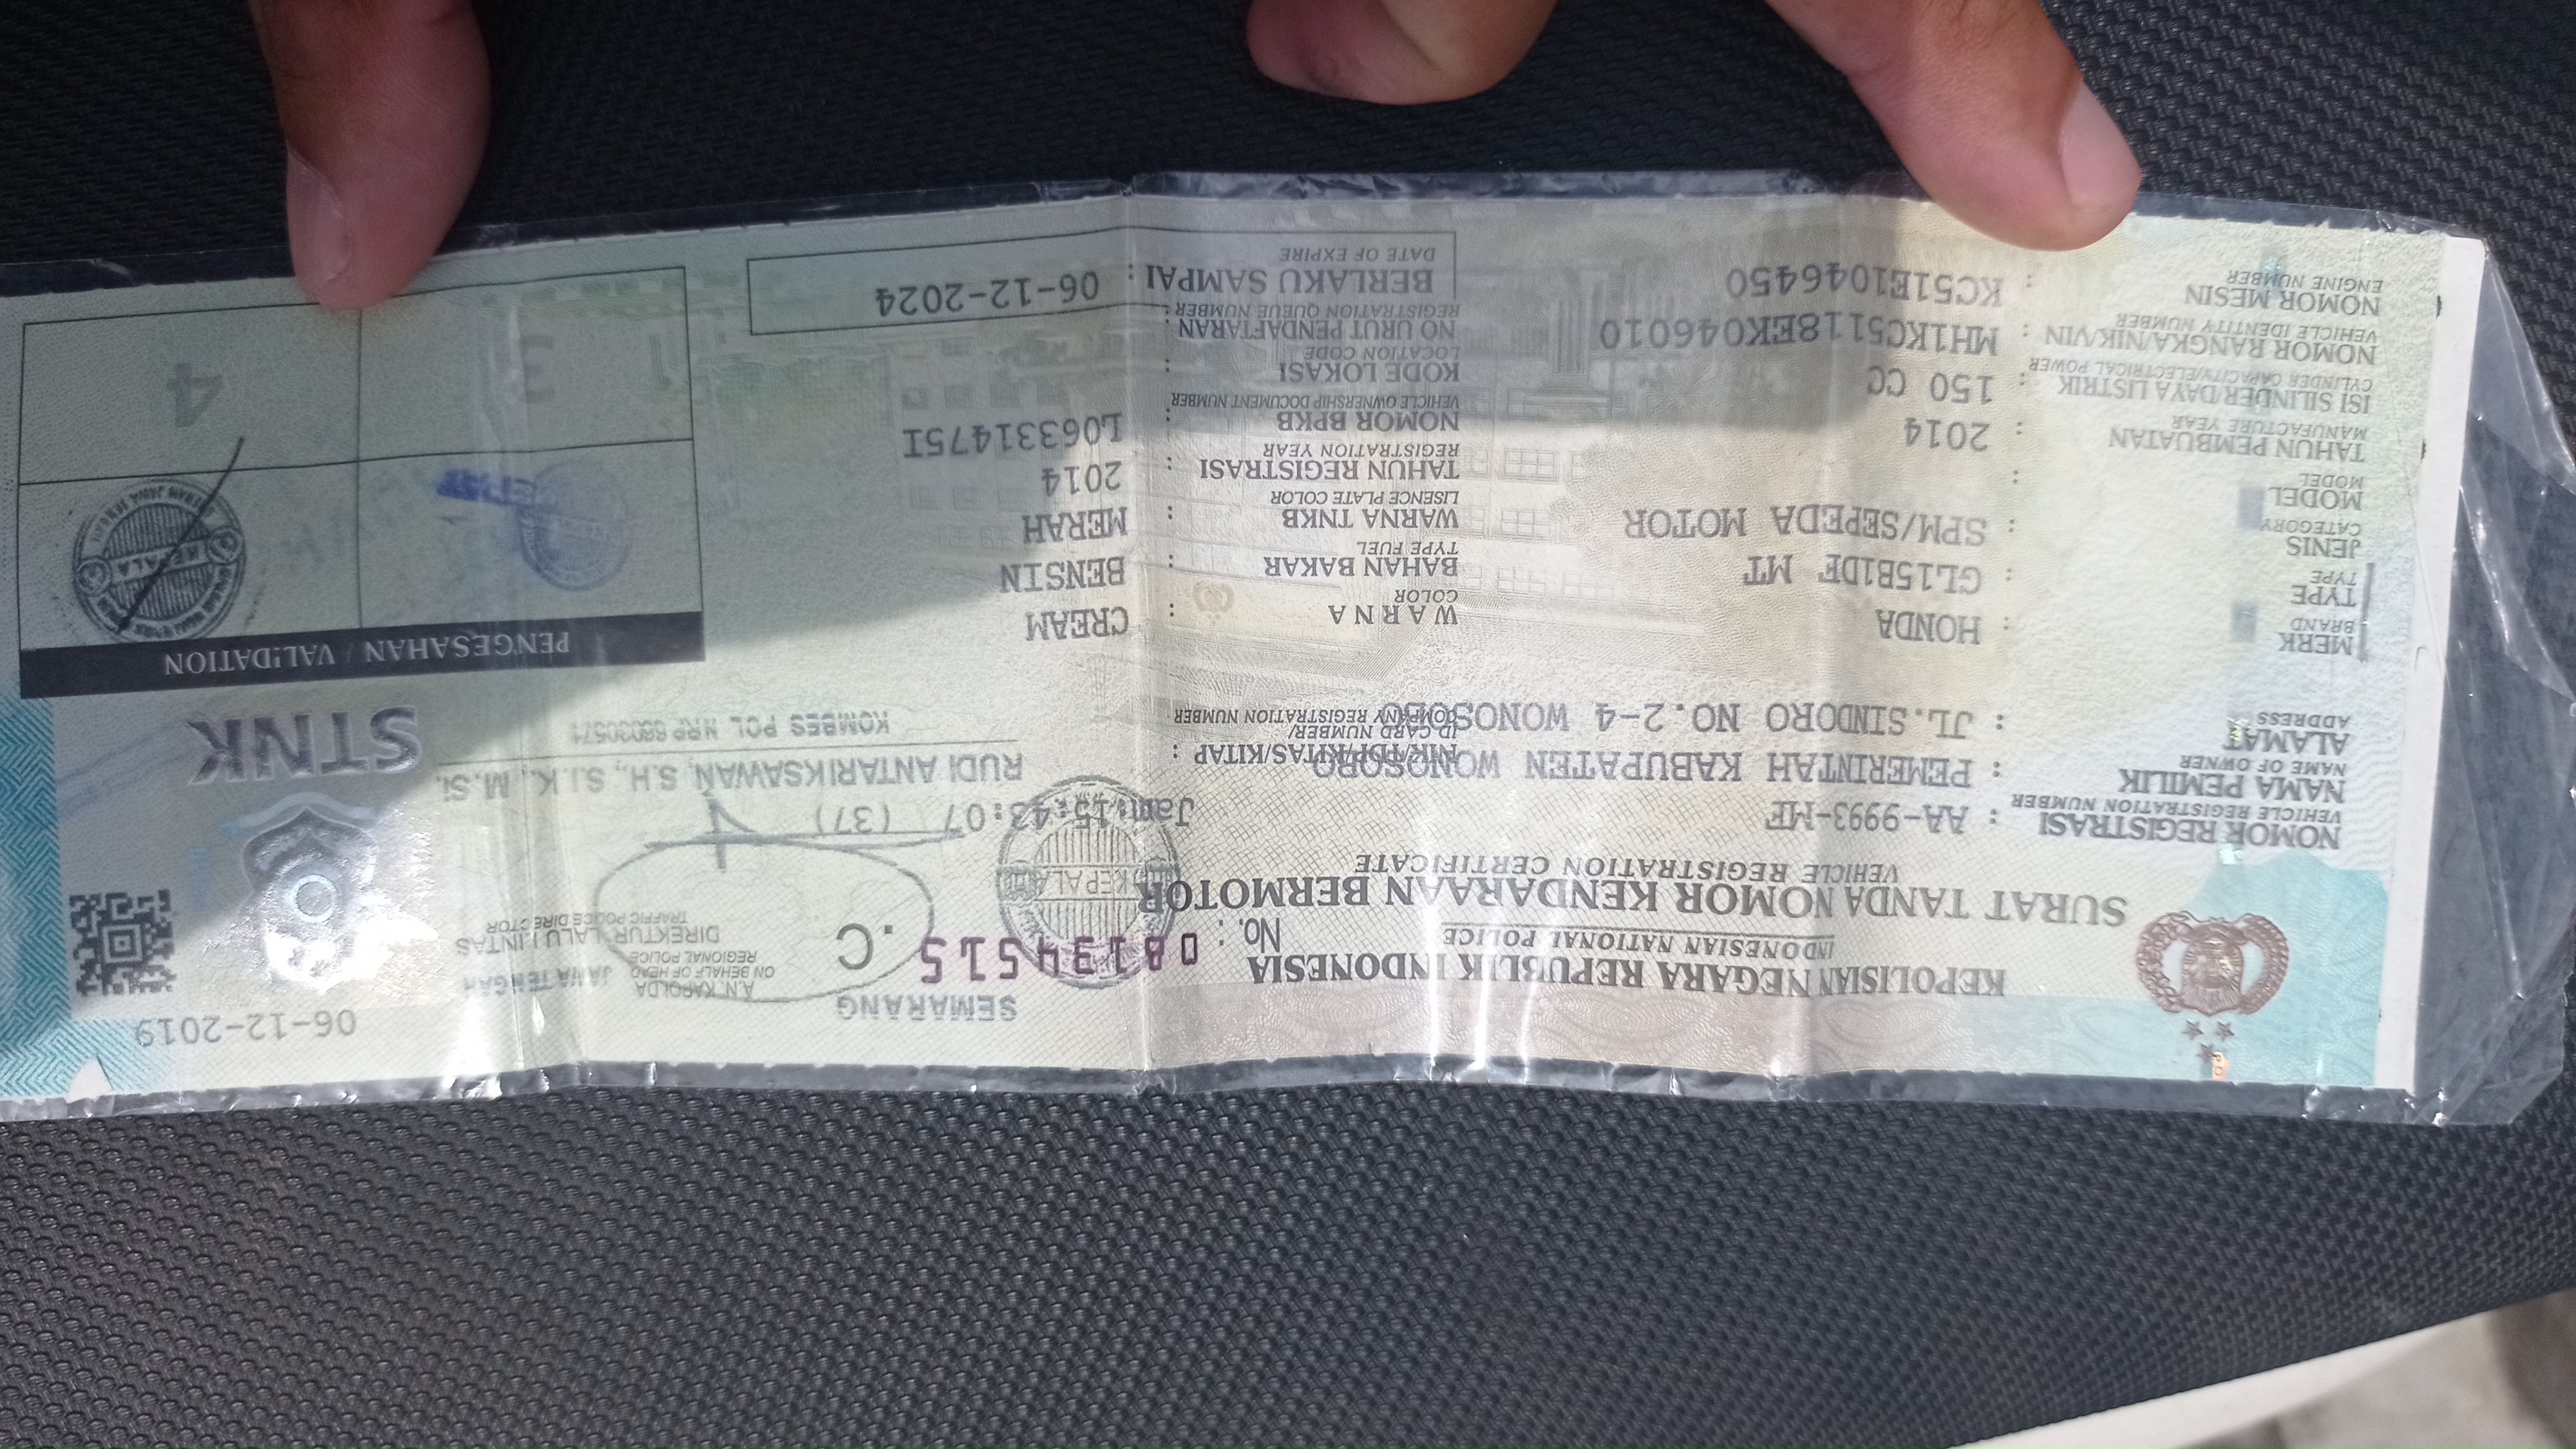 KEPOLISIAN NEGARA REPUBLIK INDONESIA
INDONESIAN NATIONAL POLICE
SURAT TANDA NOMOR KENDARAAN BERMOTOR
VEHICLE REGISTRATION CERTIFICATE
No. : 08134515 .C
NOMOR REGISTRASI : AA-9993-MF
VEHICLE REGISTRATION NUMBER
NAMA PEMILIK : PEMERINTAH KABUPATEN WONOSOBO
NAME OF OWNER
ALAMAT : JL.SINDORO NO.2-4 WONOSOBO
ADDRESS
MERK : HONDA
BRAND
TYPE : GL15B1DF MT
TYPE
JENIS : SPM/SEPEDA MOTOR
CATEGORY
MODEL :
MODEL
TAHUN PEMBUATAN : 2014
MANUFACTURE YEAR
ISI SILINDER/DAYA LISTRIK : 150 CC
CYLINDER CAPACITY/ELECTRICAL POWER
NOMOR RANGKA/NIK/VIN : MH1KC5118EK046010
VEHICLE IDENTITY NUMBER
NOMOR MESIN : KC51E1046450
ENGINE NUMBER
Jam:15:43:07 (37)
NIK/TDP/KITAS/KITAP :
ID CARD NUMBER/
COMPANY REGISTRATION NUMBER
WARNA : CREAM
COLOR
BAHAN BAKAR : BENSIN
TYPE FUEL
WARNA TNKB : MERAH
LISENCE PLATE COLOR
TAHUN REGISTRASI : 2014
REGISTRATION YEAR
NOMOR BPKB : L06331475I
VEHICLE OWNERSHIP DOCUMENT NUMBER
KODE LOKASI :
LOCATION CODE
NO URUT PENDAFTARAN :
REGISTRATION QUEUE NUMBER
BERLAKU SAMPAI : 06-12-2024
DATE OF EXPIRE
SEMARANG 06-12-2019
A.N. KAPOLDA JAWA TENGAH
ON BEHALF OF HEAD OF
REGIONAL POLICE
DIREKTUR LALU LINTAS
TRAFFIC POLICE DIRECTOR
KEPALA
RUDI ANTARIKSAWAN, S.H., S.I.K., M.Si.
KOMBES POL NRP
STNK
PENGESAHAN / VALIDATION
KEPALA
3
4